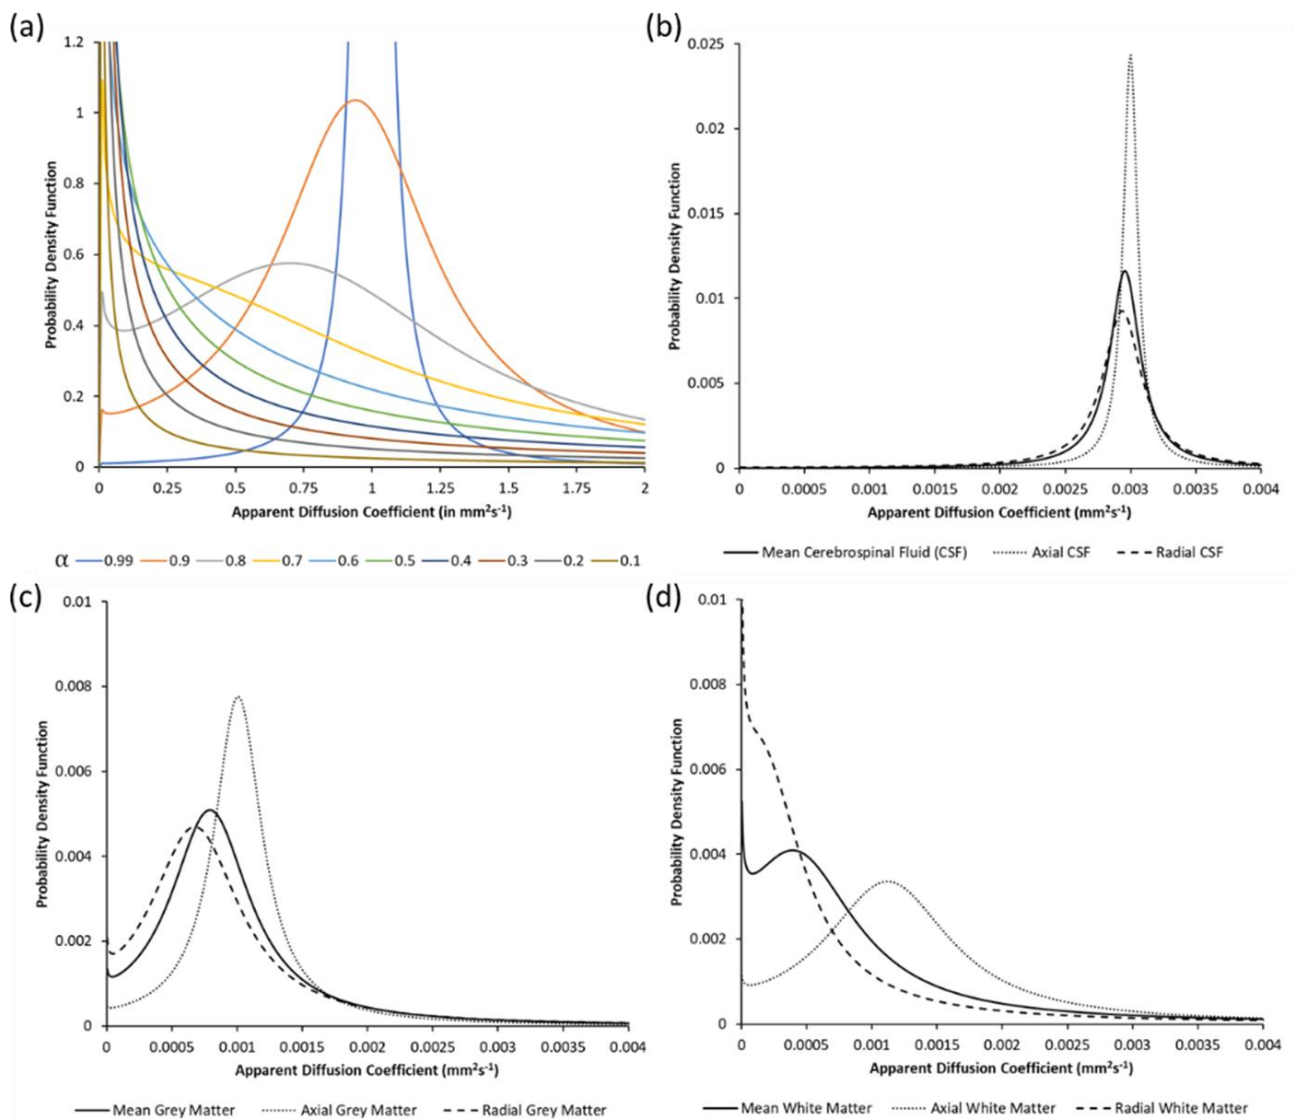 (a)
1.2
1
0.8
0.6
0.4
0.2
0
Probability Density Function
0 0.25 0.5 0.75 1 1.25 1.5 1.75 2
Apparent Diffusion Coefficient (in mm²s⁻¹)
α 0.99 0.9 0.8 0.7 0.6 0.5 0.4 0.3 0.2 0.1
(b)
0.025
0.02
0.015
0.01
0.005
0
Probability Density Function
0 0.0005 0.001 0.0015 0.002 0.0025 0.003 0.0035 0.004
Apparent Diffusion Coefficient (mm²s⁻¹)
Mean Cerebrospinal Fluid (CSF) Axial CSF Radial CSF
(c)
0.01
0.008
0.006
0.004
0.002
0
Probability Density Function
0 0.0005 0.001 0.0015 0.002 0.0025 0.003 0.0035 0.004
Apparent Diffusion Coefficient (mm²s⁻¹)
Mean Grey Matter Axial Grey Matter Radial Grey Matter
(d)
0.01
0.008
0.006
0.004
0.002
0
Probability Density Function
0 0.0005 0.001 0.0015 0.002 0.0025 0.003 0.0035 0.004
Apparent Diffusion Coefficient (mm²s⁻¹)
Mean White Matter Axial White Matter Radial White Matter